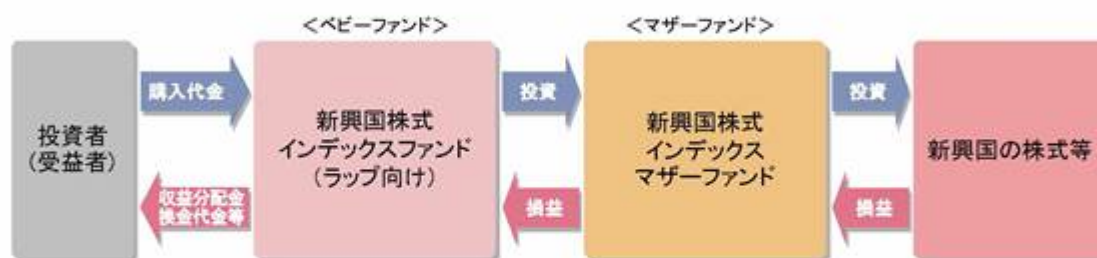 <ベビーファンド>
<マザーファンド>
投資者
(受益者)
購入代金
収益分配金
換金代金等
新興国株式
インデックスファンド
(ラップ向け)
投資
損益
新興国株式
インデックス
マザーファンド
投資
損益
新興国の株式等